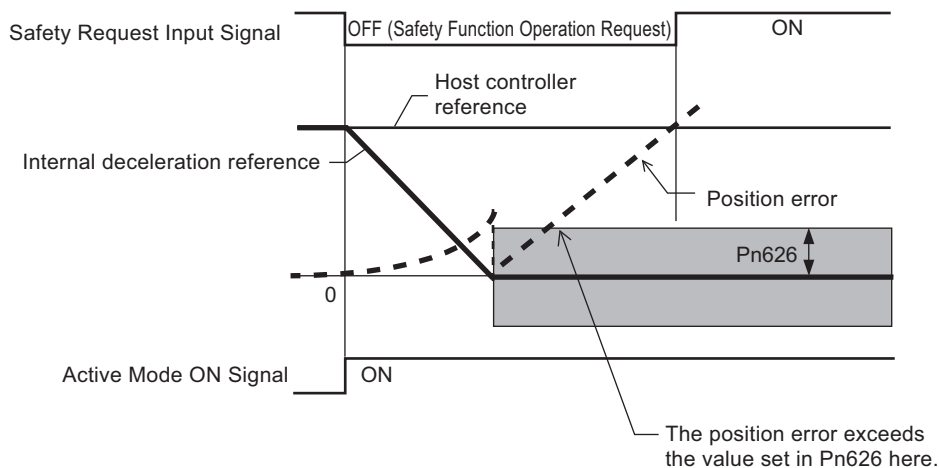 Safety Request Input Signal
OFF (Safety Function Operation Request)
ON
Host controller
reference
Internal deceleration reference
Position error
Pn626
0
Active Mode ON Signal
ON
The position error exceeds
the value set in Pn626 here.